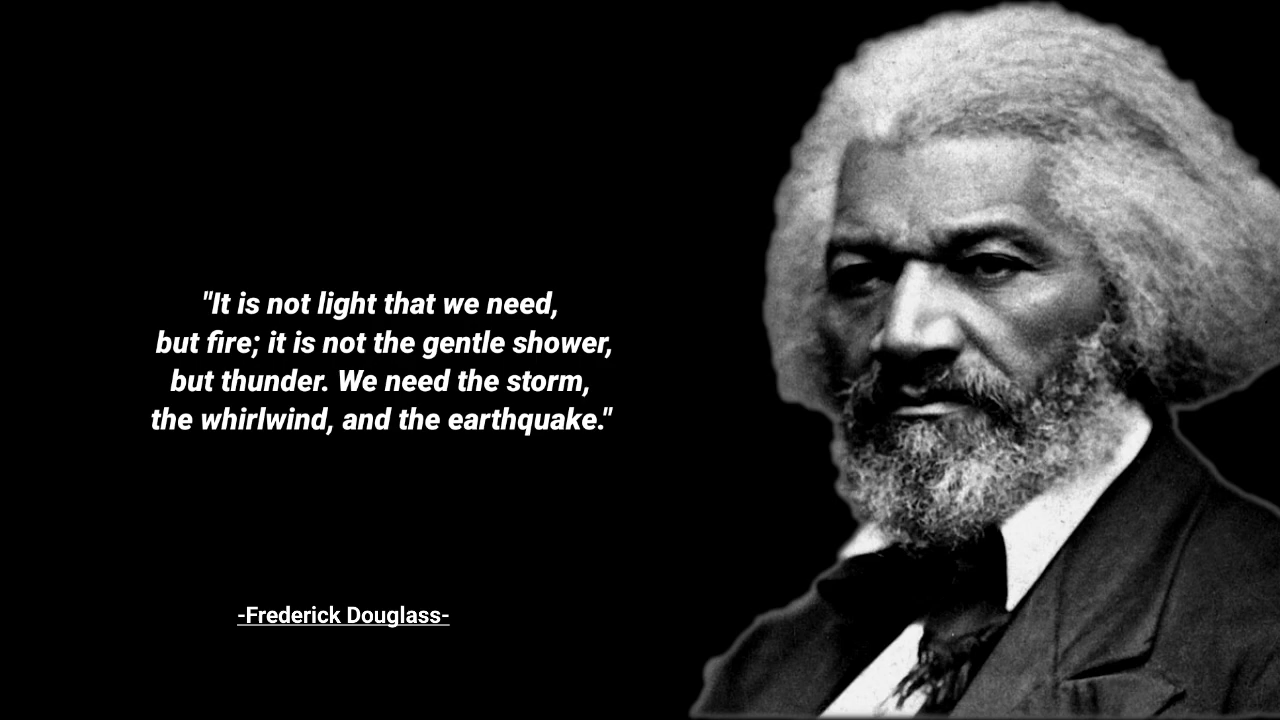 "It is not light that we need,
but fire; it is not the gentle shower,
but thunder. We need the storm,
the whirlwind, and the earthquake."
-Frederick Douglass-